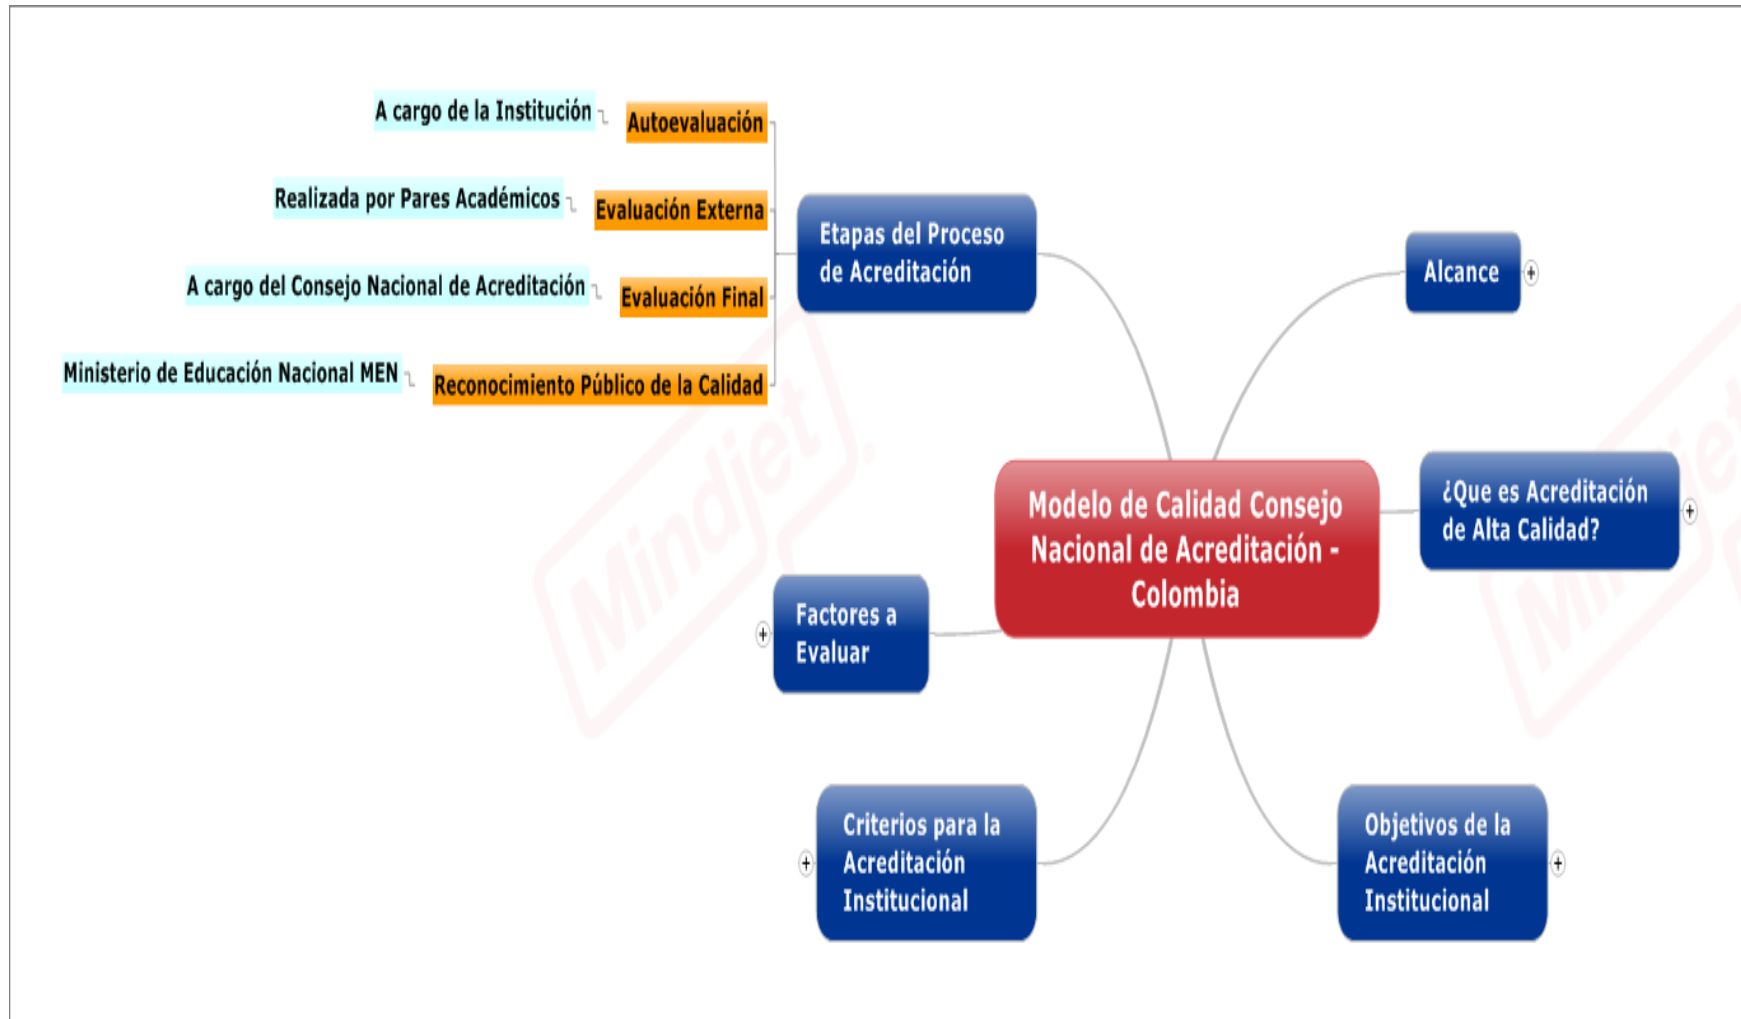 A cargo de la Institución
Autoevaluación
Realizada por Pares Académicos
Evaluación Externa
A cargo del Consejo Nacional de Acreditación
Evaluación Final
Ministerio de Educación Nacional MEN
Reconocimiento Público de la Calidad
Etapas del Proceso
de Acreditación
Alcance
¿Que es Acreditación
de Alta Calidad?
Modelo de Calidad Consejo
Nacional de Acreditación -
Colombia
Factores a
Evaluar
Criterios para la
Acreditación
Institucional
Objetivos de la
Acreditación
Institucional
Mindjet